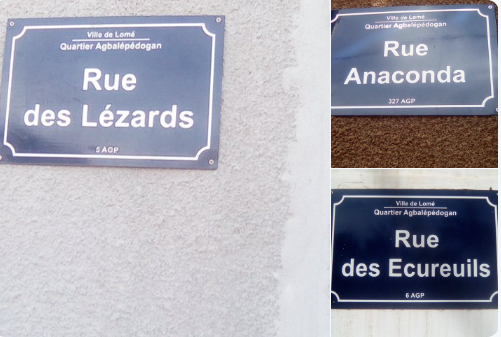 Ville de Lomé
Quartier Agbalépédogan
Rue
des Lézards
5 AGP
Ville de Lomé
Quartier Agbalépédogan
Rue
Anaconda
327 AGP
Ville de Lomé
Quartier Agbalépédogan
Rue
des Ecureuils
6 AGP